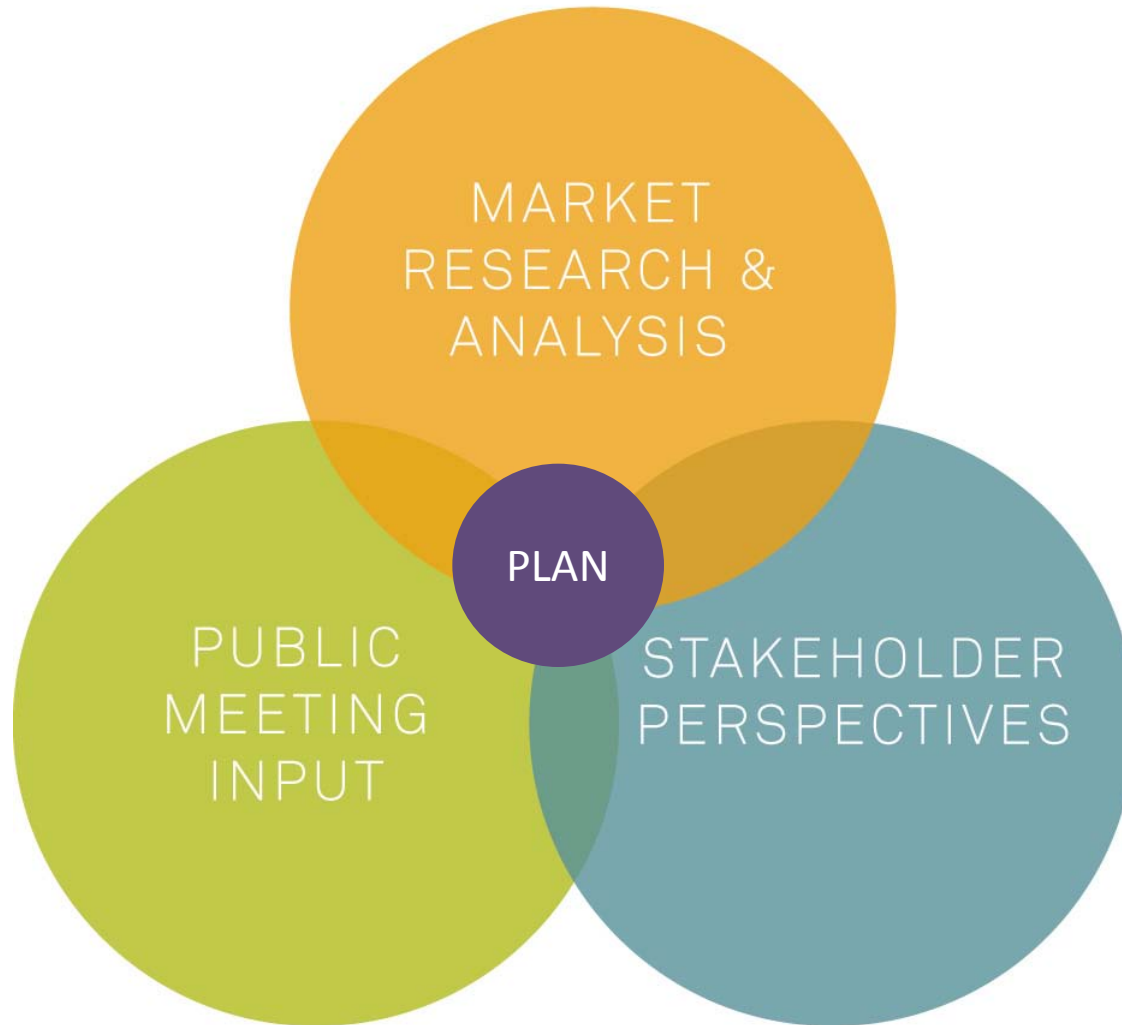 MARKET
RESEARCH &
ANALYSIS
PLAN
PUBLIC
MEETING
INPUT
STAKEHOLDER
PERSPECTIVES